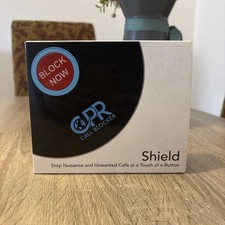 BLOCK
NOW
CPR
CALL BLOCKER
Shield
Stop Nuisance and Unwanted Calls at a Touch of a Button